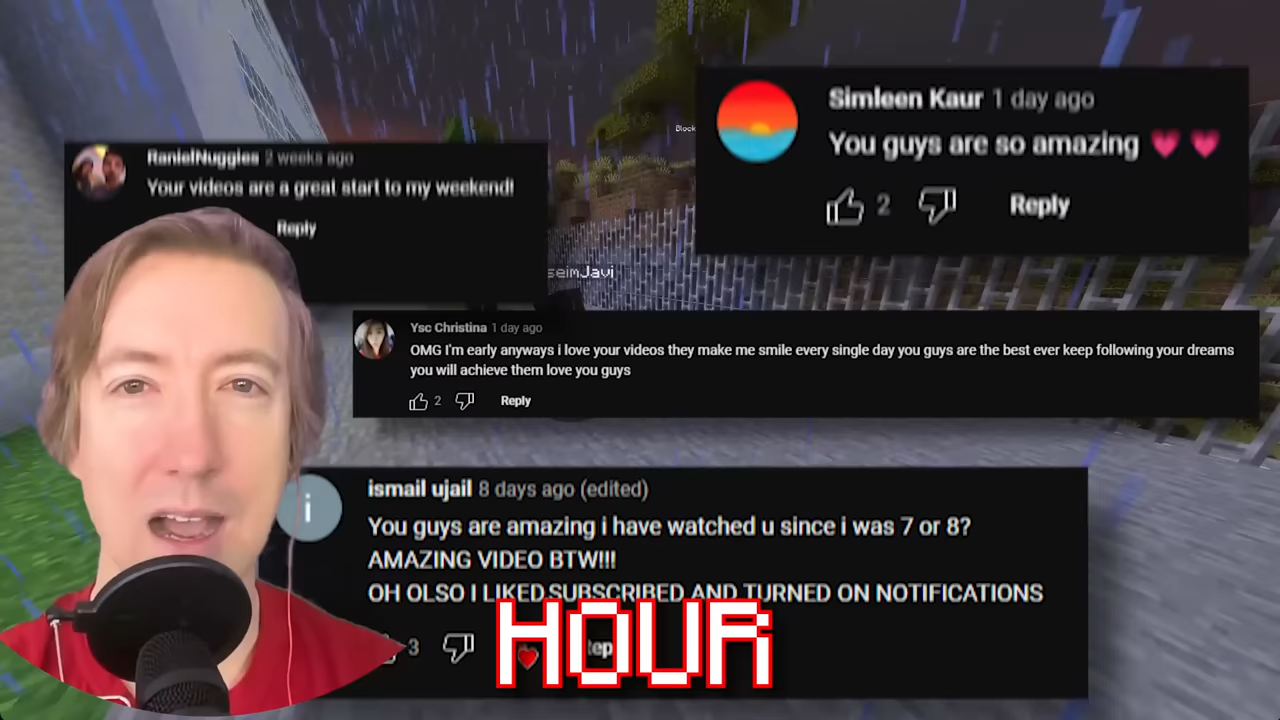 Block
Simleen Kaur 1 day ago
You guys are so amazing 💗 💗
2
Reply
RanielNuggies 2 weeks ago
Your videos are a great start to my weekend!
Reply
seimJavi
Ysc Christina 1 day ago
OMG I'm early anyways i love your videos they make me smile every single day you guys are the best ever keep following your dreams
you will achieve them love you guys
2
Reply
i
ismail ujail 8 days ago (edited)
You guys are amazing i have watched u since i was 7 or 8?
AMAZING VIDEO BTW!!!
OH OLSO I LIKED SUBSCRIBED AND TURNED ON NOTIFICATIONS
3
HOUR